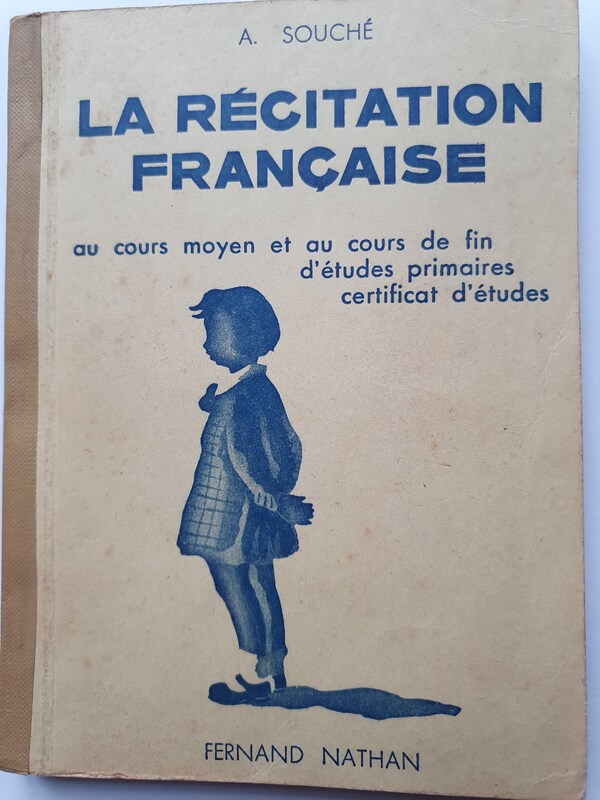 A. SOUCHÉ
LA RÉCITATION
FRANÇAISE
au cours moyen et au cours de fin
d'études primaires
certificat d'études
FERNAND NATHAN